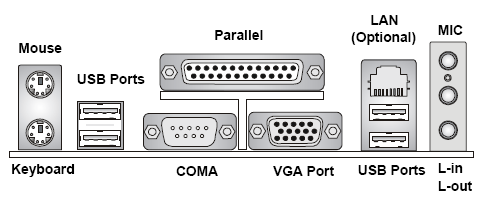 Mouse
USB Ports
Parallel
LAN
(Optional)
MIC
Keyboard
COMA
VGA Port
USB Ports
L-in
L-out